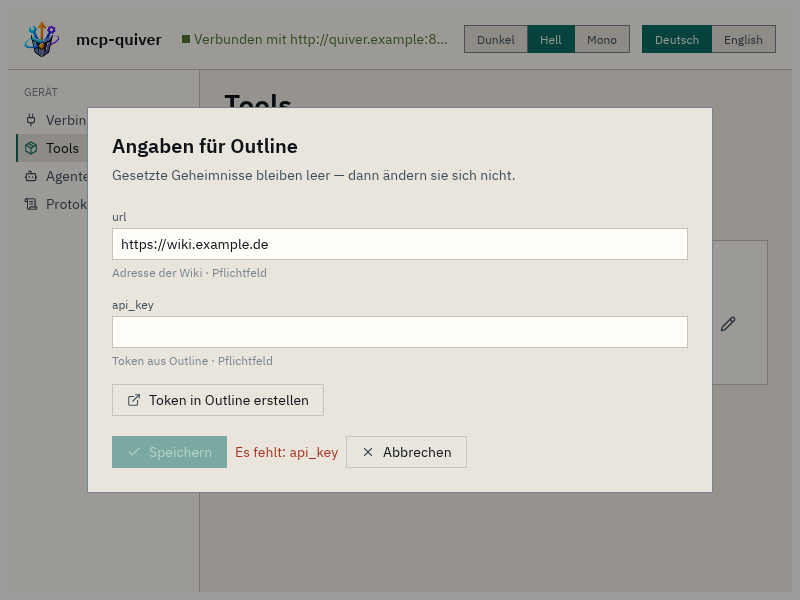 mcp-quiver
Verbunden mit http://quiver.example:8...
Dunkel
Hell
Mono
Deutsch
English
GERÄT
Tools
Verbin
Tools
Agente
Protok
Angaben für Outline
Gesetzte Geheimnisse bleiben leer — dann ändern sie sich nicht.
url
https://wiki.example.de
Adresse der Wiki · Pflichtfeld
api_key
Token aus Outline · Pflichtfeld
Token in Outline erstellen
Speichern
Es fehlt: api_key
Abbrechen